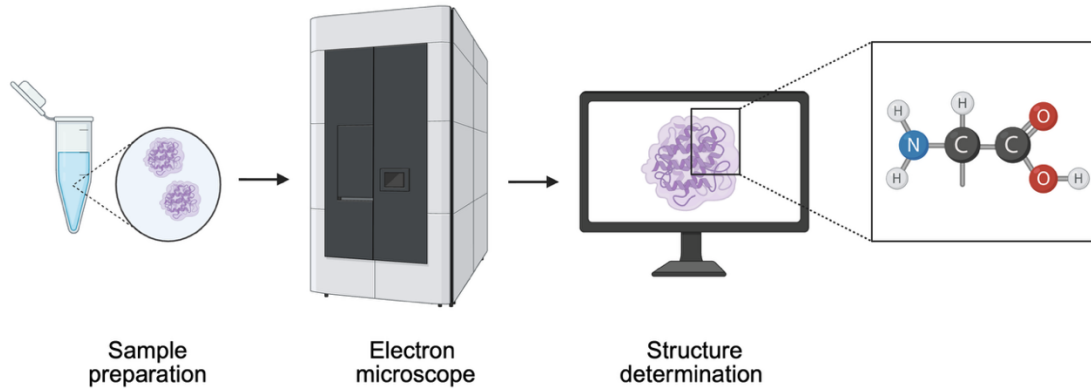 H
H
N
C
C
O
H
O
H
Sample
preparation
Electron
microscope
Structure
determination